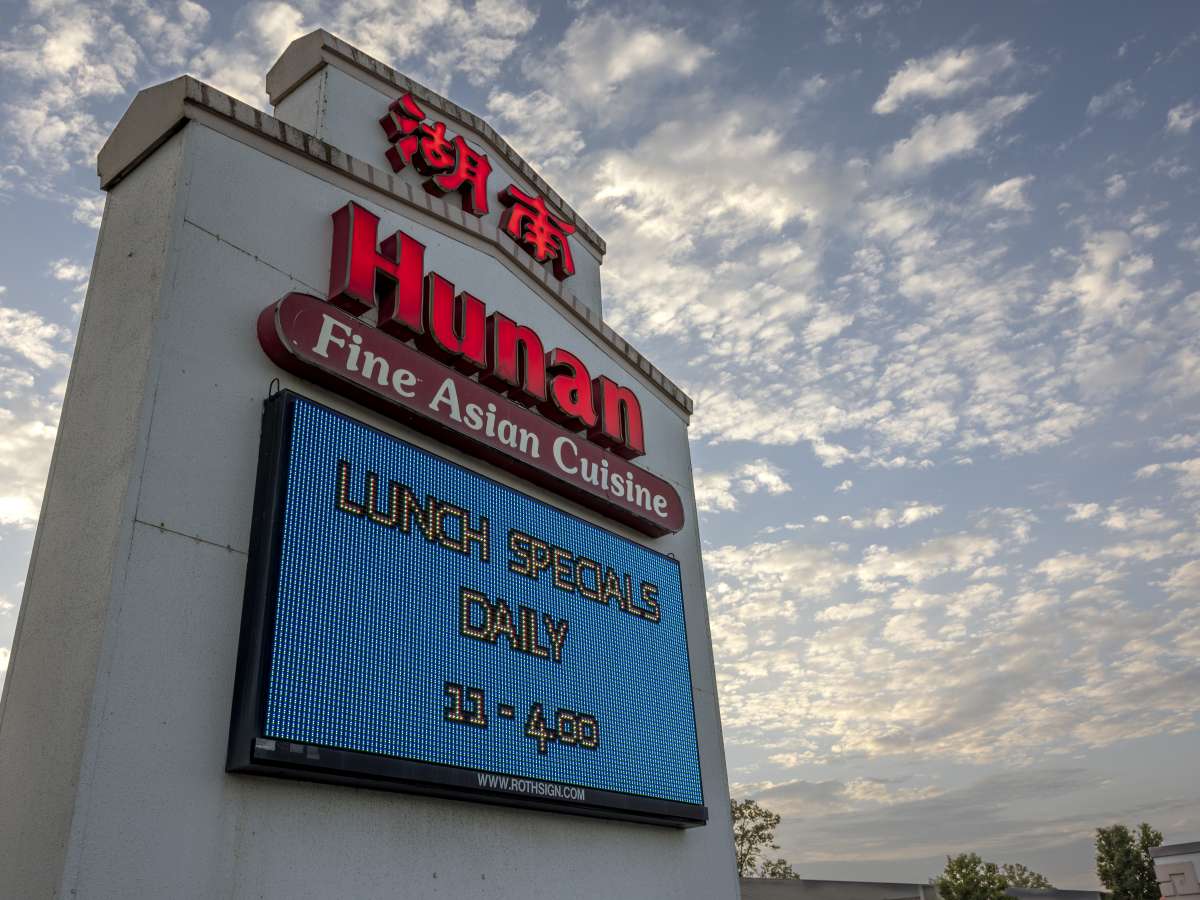 湖南
Hunan
Fine Asian Cuisine
LUNCH SPECIALS
DAILY
11 - 4.00
WWW.ROTHSIGN.COM